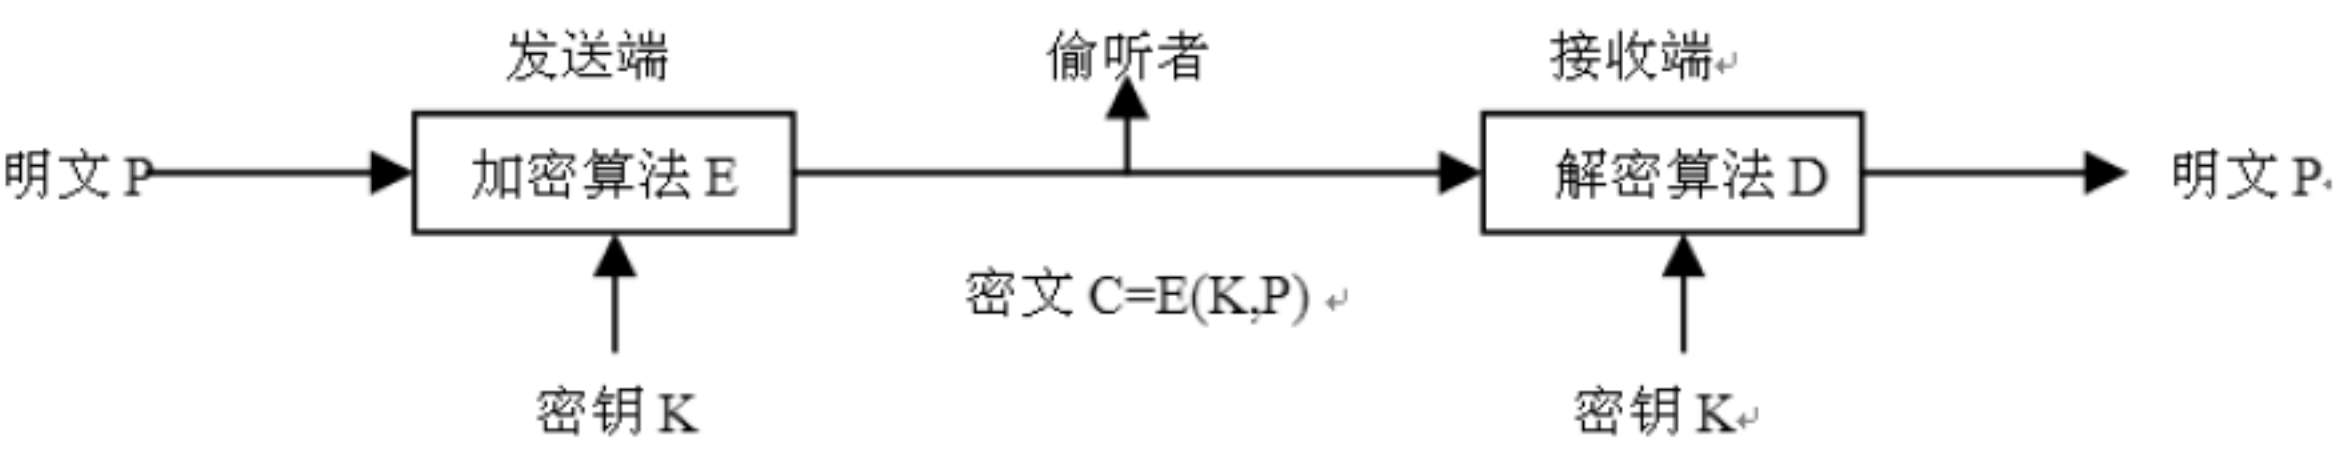 发送端 偷听者 接收端
明文 P 加密算法 E 解密算法 D 明文 P
密文 C=E(K,P)
密钥 K 密钥 K